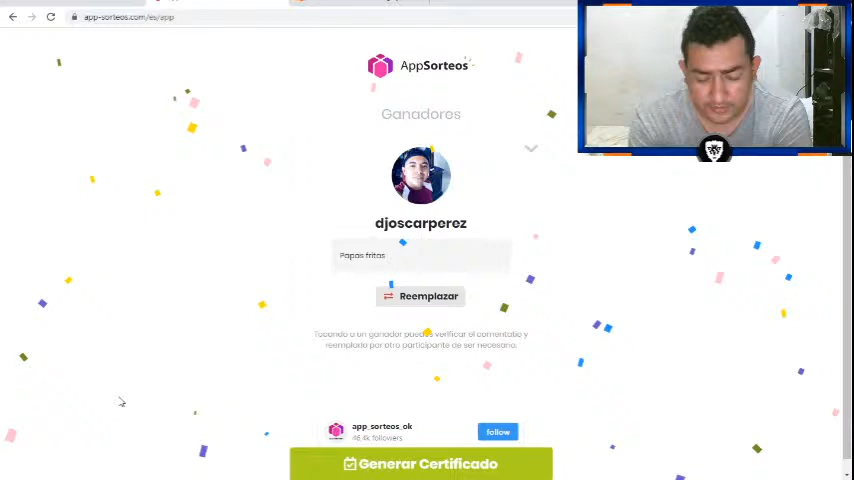 app-sorteos.com/es/app
AppSorteos
Ganadores
djoscarperez
Papas fritas
Reemplazar
Tocando a un ganador puedes verificar el comentario y
reemplazarlo por otro participante de ser necesario.
app_sorteos_ok
46,4k followers
follow
Generar Certificado